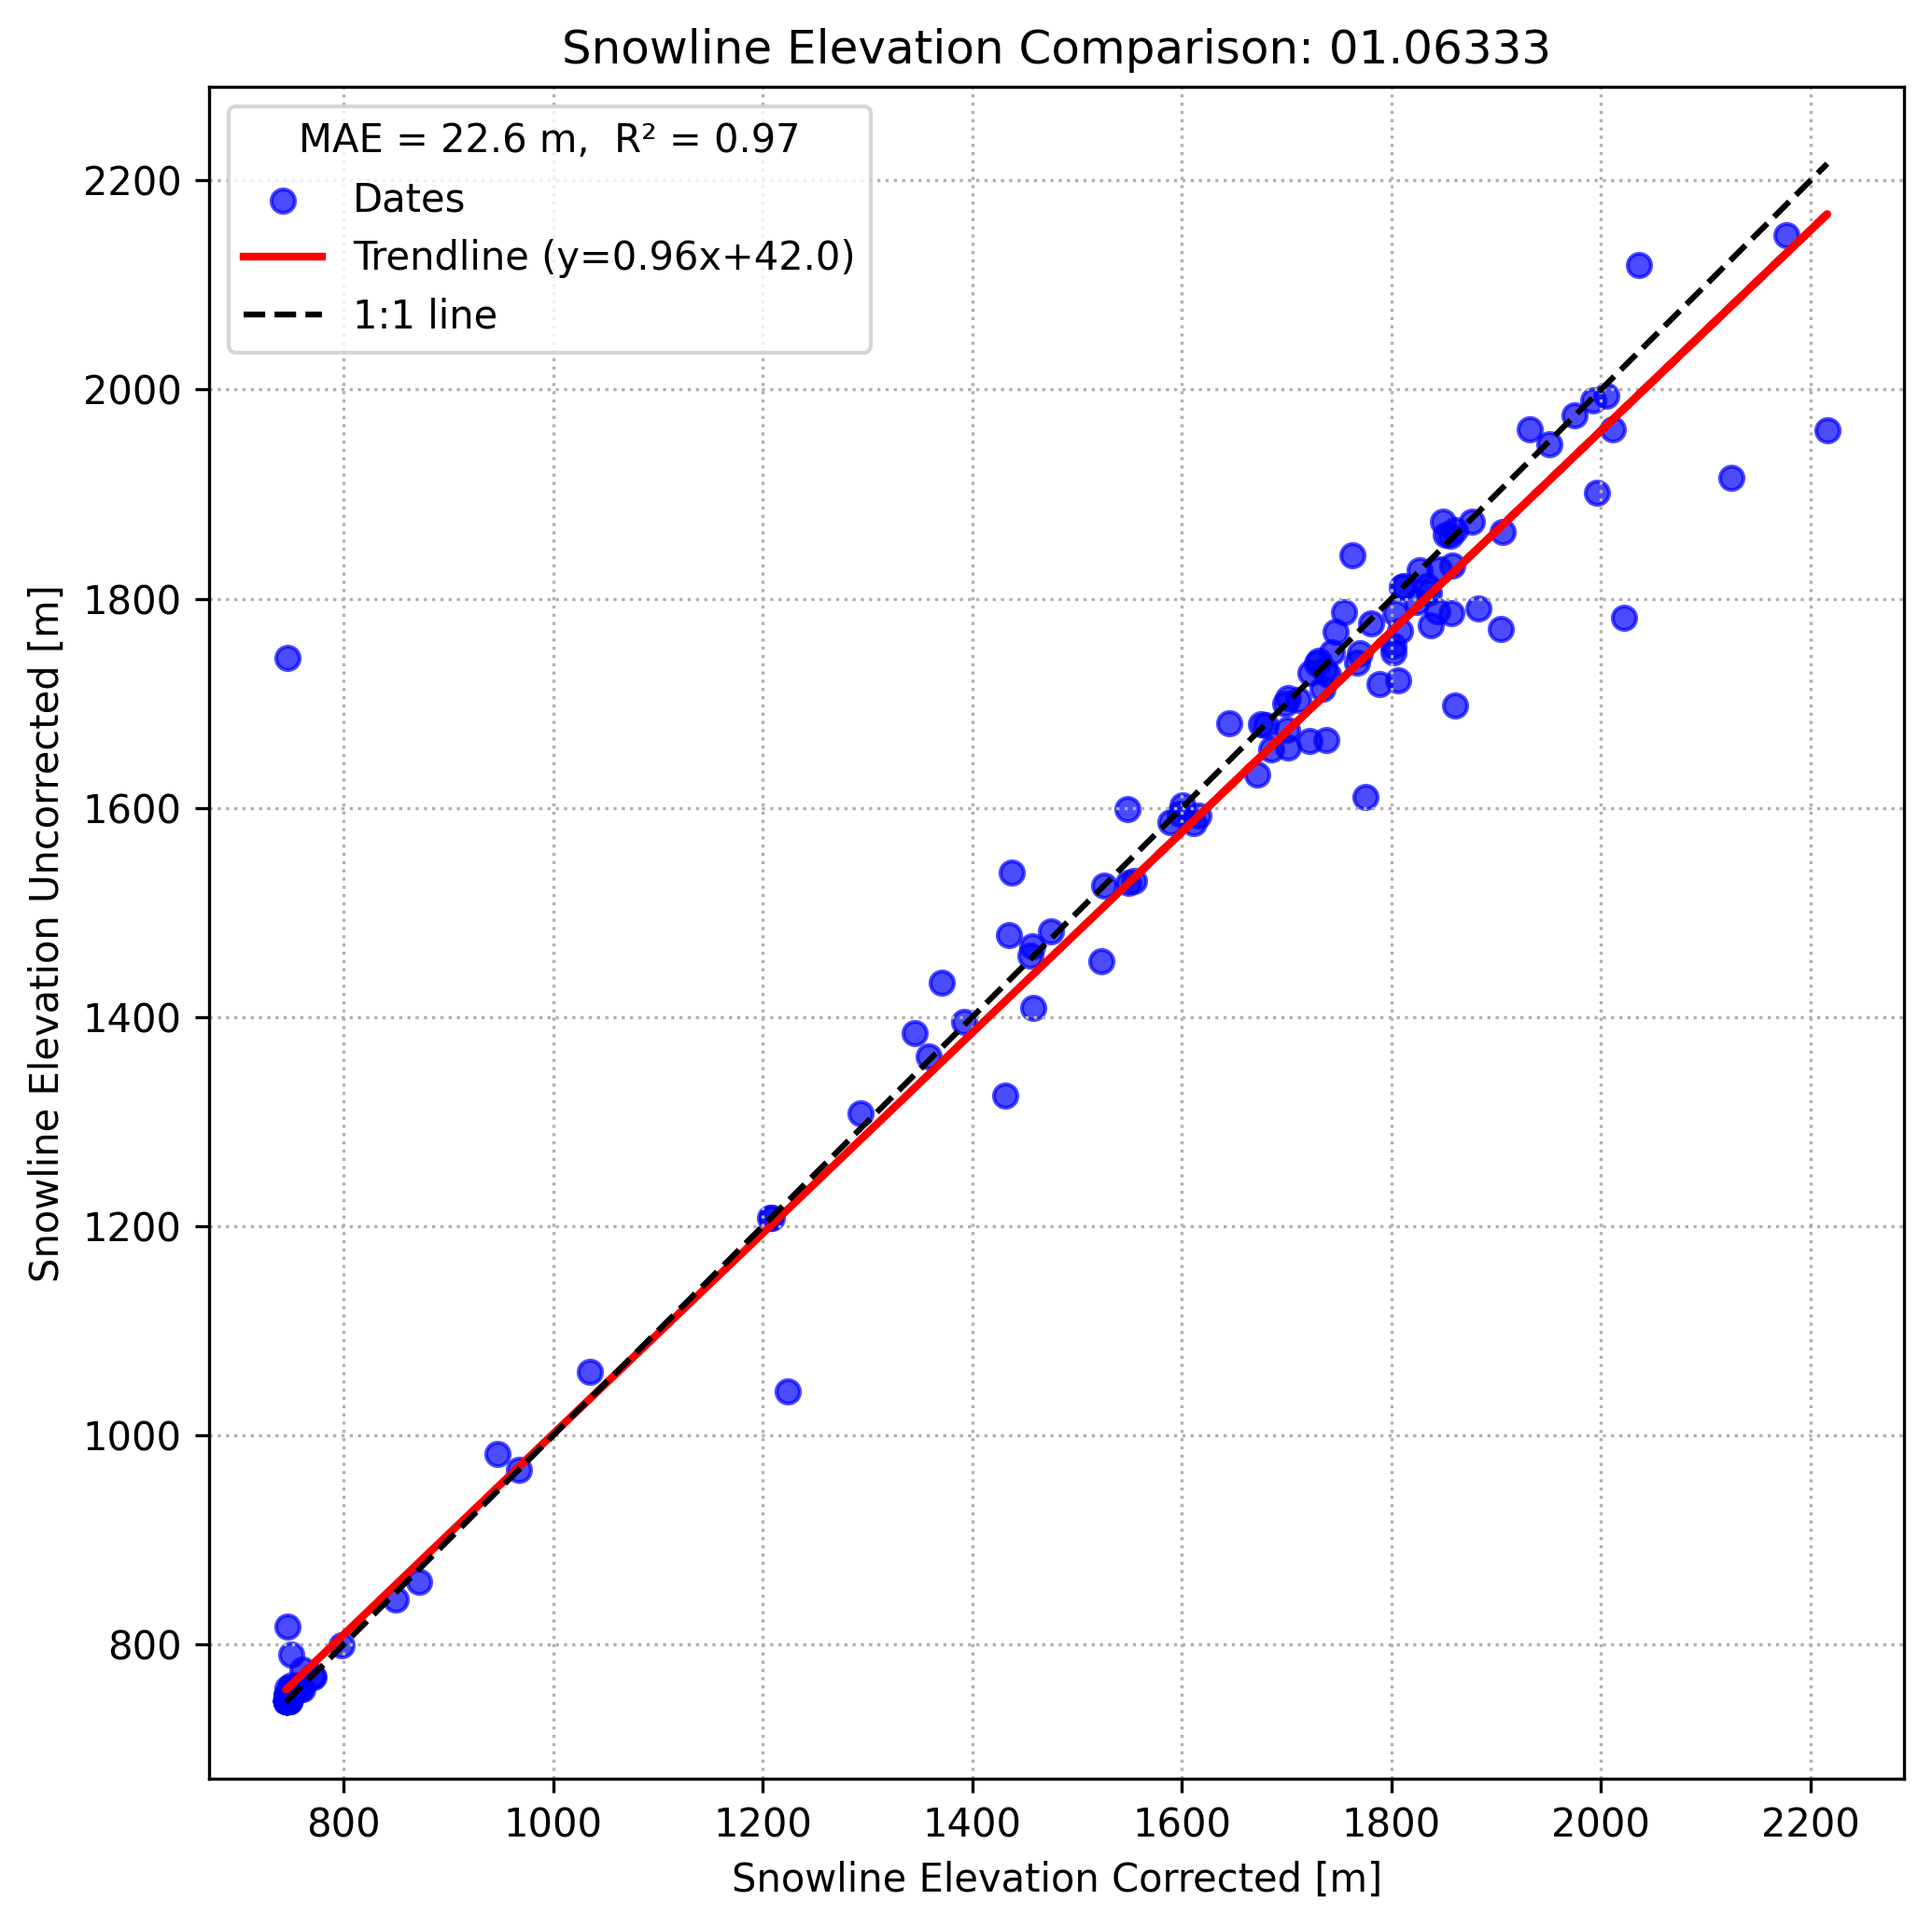 Snowline Elevation Comparison: 01.06333
MAE = 22.6 m, R² = 0.97
Dates
Trendline (y=0.96x+42.0)
1:1 line
Snowline Elevation Uncorrected [m]
2200
2000
1800
1600
1400
1200
1000
800
800 1000 1200 1400 1600 1800 2000 2200
Snowline Elevation Corrected [m]